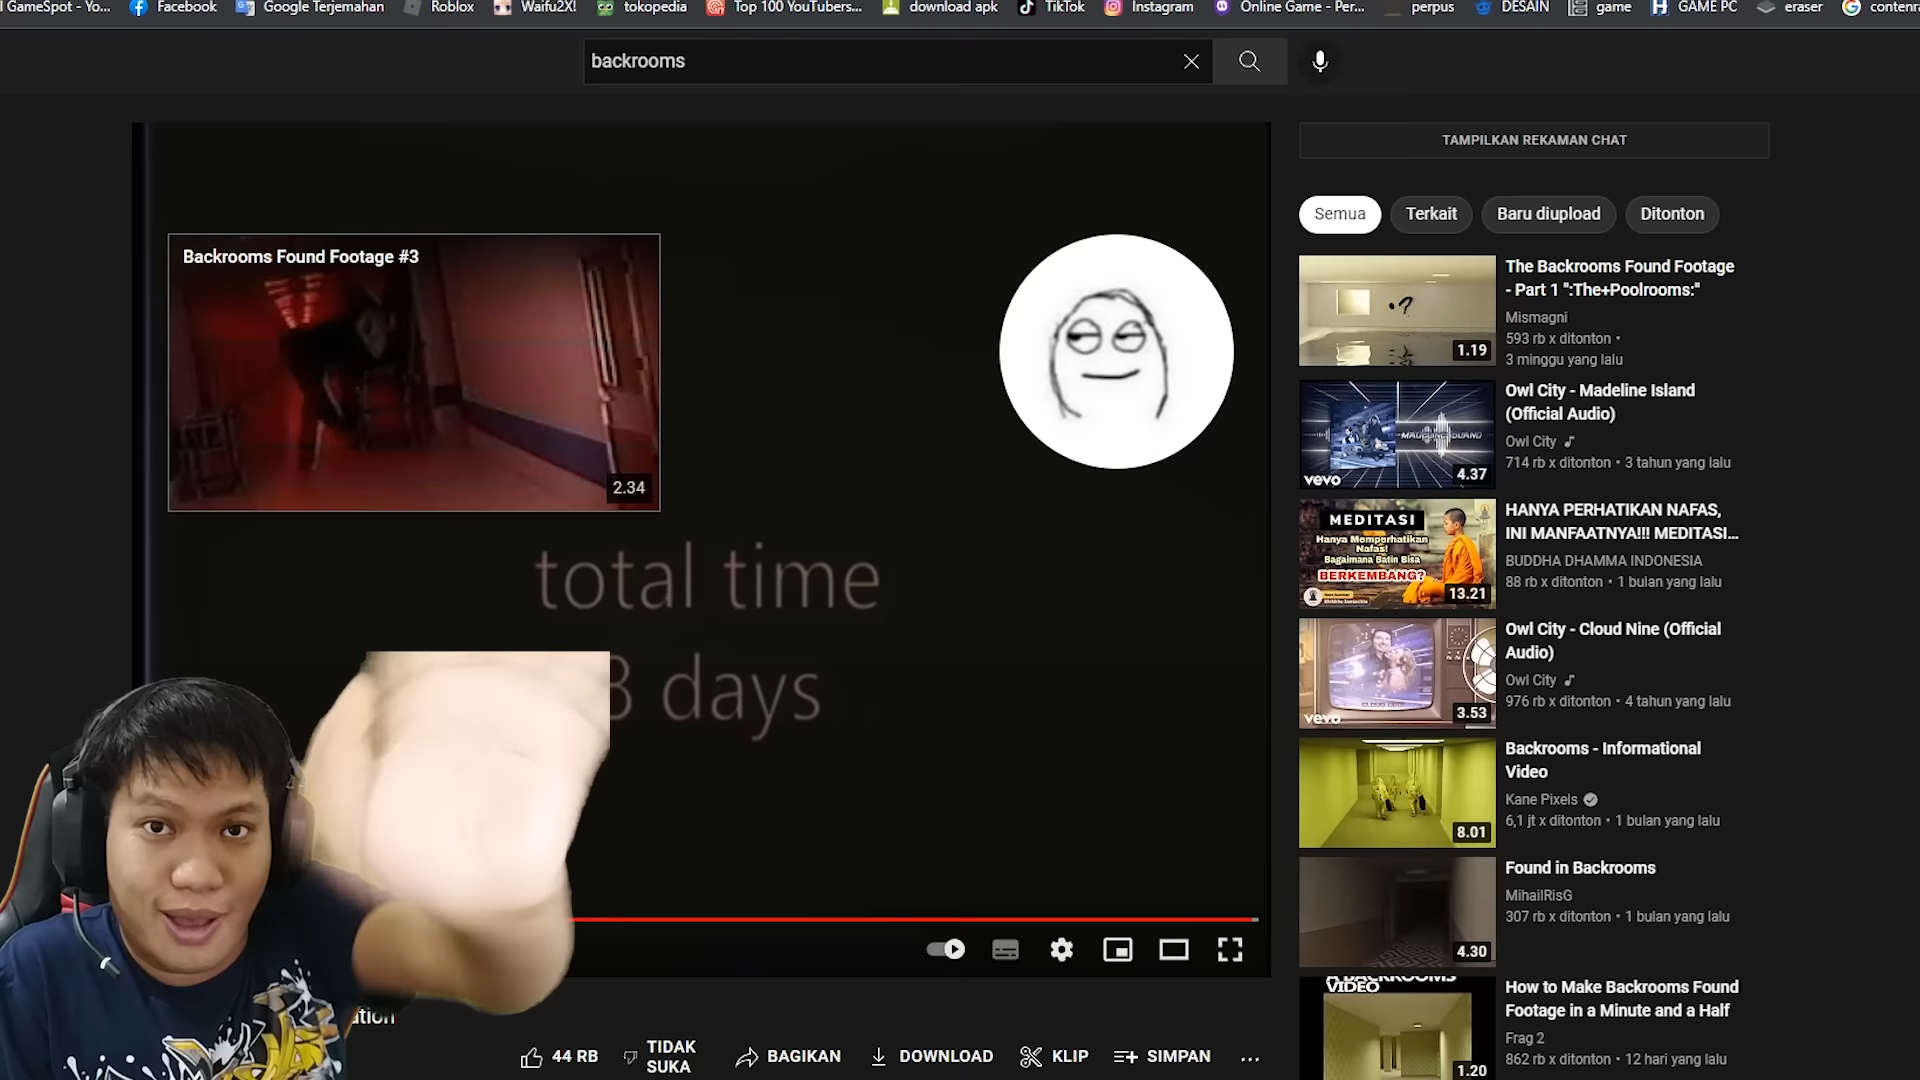 GameSpot - Yo...
Facebook
Google Terjemahan
Roblox
Waifu2X!
tokopedia
Top 100 YouTubers...
download apk
TikTok
Instagram
Online Game - Per...
perpus
DESAIN
game
GAME PC
eraser
backrooms
TAMPILKAN REKAMAN CHAT
Backrooms Found Footage #3
2.34
total time
3 days
44 RB
TIDAK
SUKA
BAGIKAN
DOWNLOAD
KLIP
SIMPAN
...
Semua
Terkait
Baru diupload
Ditonton
The Backrooms Found Footage
- Part 1 ":The+Poolrooms:"
Mismagni
593 rb x ditonton •
3 minggu yang lalu
1.19
Owl City - Madeline Island
(Official Audio)
Owl City
714 rb x ditonton • 3 tahun yang lalu
vevo
4.37
HANYA PERHATIKAN NAFAS,
INI MANFAATNYA!!! MEDITASI...
BUDDHA DHAMMA INDONESIA
88 rb x ditonton • 1 bulan yang lalu
MEDITASI
Hanya Memperhatikan
Nafas!
Bagaimana Batin Bisa
BERKEMBANG?
13.21
Owl City - Cloud Nine (Official
Audio)
Owl City
976 rb x ditonton • 4 tahun yang lalu
vevo
3.53
Backrooms - Informational
Video
Kane Pixels
6,1 jt x ditonton • 1 bulan yang lalu
8.01
Found in Backrooms
MihailRisG
307 rb x ditonton • 1 bulan yang lalu
4.30
How to Make Backrooms Found
Footage in a Minute and a Half
Frag 2
862 rb x ditonton • 12 hari yang lalu
A BACKROOMS
VIDEO
1.20